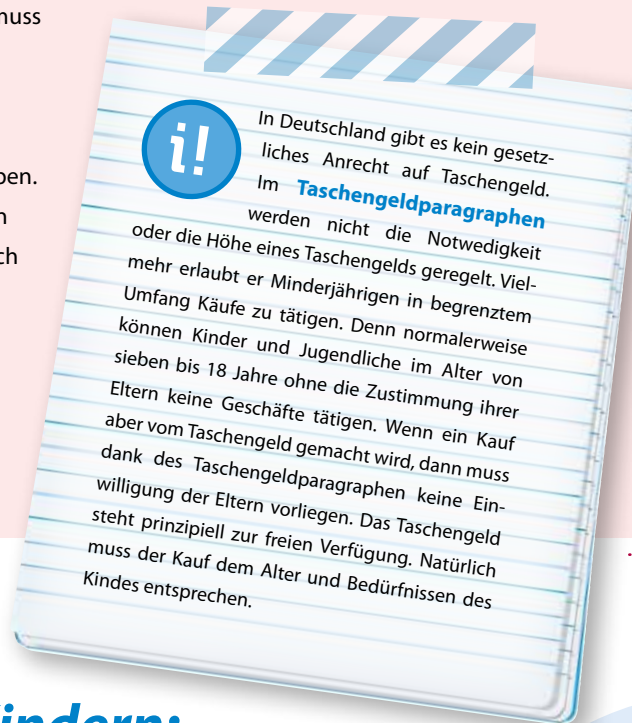 muss
ben.
n
ch
i!
In Deutschland gibt es kein gesetz-
liches Anrecht auf Taschengeld.
Im Taschengeldparagraphen
werden nicht die Notwedigkeit
oder die Höhe eines Taschengelds geregelt. Viel-
mehr erlaubt er Minderjährigen in begrenztem
Umfang Käufe zu tätigen. Denn normalerweise
können Kinder und Jugendliche im Alter von
sieben bis 18 Jahre ohne die Zustimmung ihrer
Eltern keine Geschäfte tätigen. Wenn ein Kauf
aber vom Taschengeld gemacht wird, dann muss
dank des Taschengeldparagraphen keine Ein-
willigung der Eltern vorliegen. Das Taschengeld
steht prinzipiell zur freien Verfügung. Natürlich
muss der Kauf dem Alter und Bedürfnissen des
Kindes entsprechen.
indern: